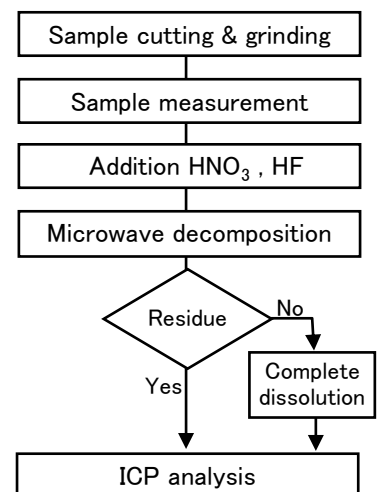 Sample cutting & grinding
Sample measurement
Addition HNO₃ , HF
Microwave decomposition
Residue
No
Yes
Complete
dissolution
ICP analysis